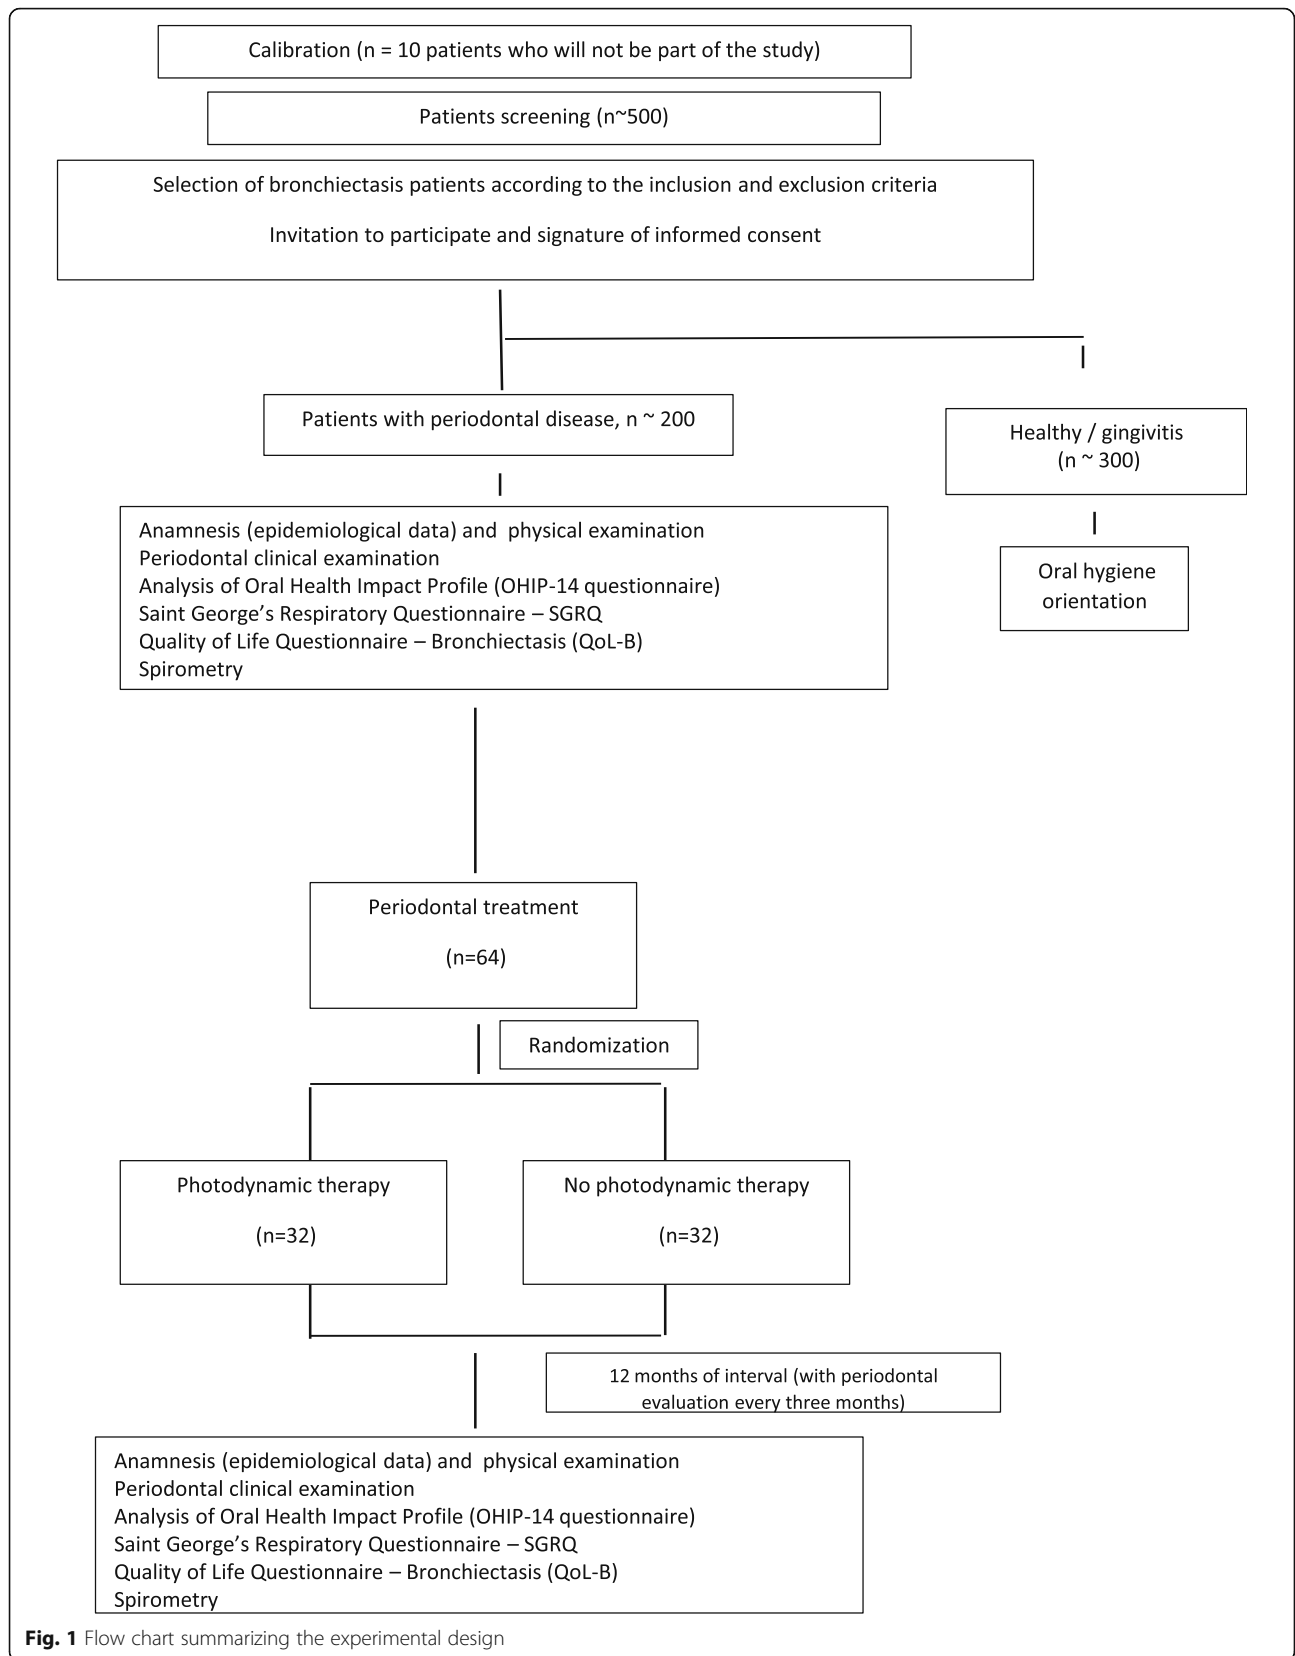 Calibration (n = 10 patients who will not be part of the study)
Patients screening (n~500)
Selection of bronchiectasis patients according to the inclusion and exclusion criteria
Invitation to participate and signature of informed consent
Patients with periodontal disease, n ~ 200
Healthy / gingivitis
(n ~ 300)
Anamnesis (epidemiological data) and  physical examination
Periodontal clinical examination
Analysis of Oral Health Impact Profile (OHIP-14 questionnaire)
Saint George’s Respiratory Questionnaire – SGRQ
Quality of Life Questionnaire – Bronchiectasis (QoL-B)
Spirometry
Oral hygiene
orientation
Periodontal treatment
(n=64)
Randomization
Photodynamic therapy
(n=32)
No photodynamic therapy
(n=32)
12 months of interval (with periodontal
evaluation every three months)
Anamnesis (epidemiological data) and  physical examination
Periodontal clinical examination
Analysis of Oral Health Impact Profile (OHIP-14 questionnaire)
Saint George’s Respiratory Questionnaire – SGRQ
Quality of Life Questionnaire – Bronchiectasis (QoL-B)
Spirometry
Fig. 1 Flow chart summarizing the experimental design